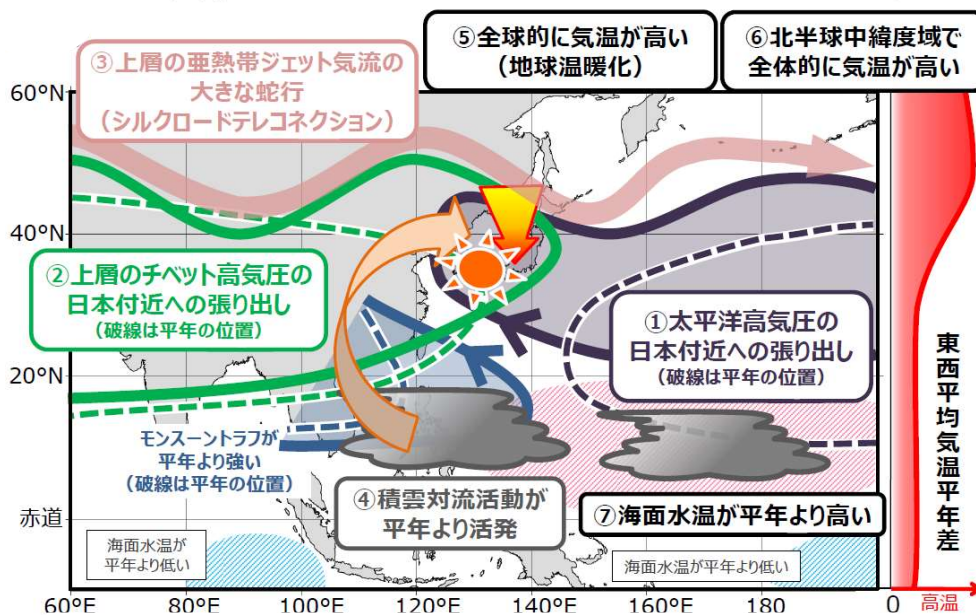 ⑤全球的に気温が高い
（地球温暖化）
⑥北半球中緯度域で
全体的に気温が高い
③上層の亜熱帯ジェット気流の
大きな蛇行
（シルクロードテレコネクション）
60°N
40°N
②上層のチベット高気圧の
日本付近への張り出し
（破線は平年の位置）
①太平洋高気圧の
日本付近への張り出し
（破線は平年の位置）
20°N
モンスーントラフが
平年より強い
（破線は平年の位置）
④積雲対流活動が
平年より活発
⑦海面水温が平年より高い
赤道
海面水温が
平年より低い
海面水温が平年より低い
東西平均気温平年差
60°E
80°E
100°E
120°E
140°E
160°E
180
0
高温